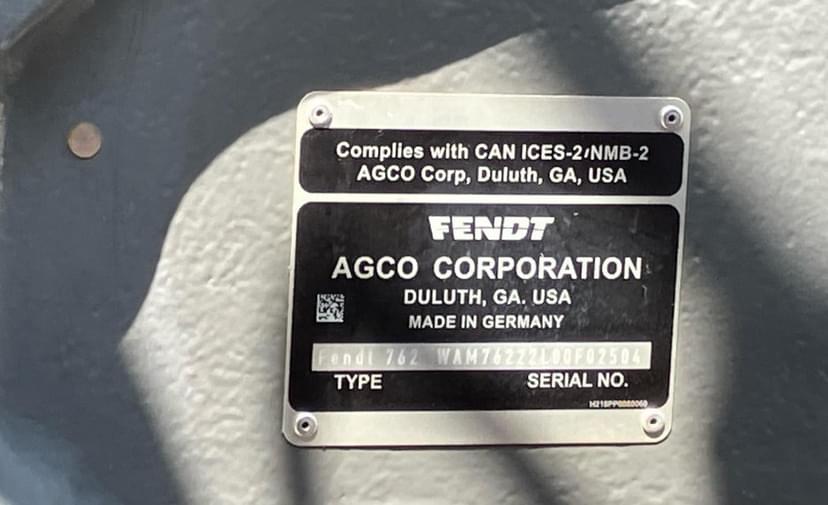 Complies with CAN ICES-2/NMB-2
AGCO Corp, Duluth, GA, USA
FENDT
AGCO CORPORATION
DULUTH, GA. USA
MADE IN GERMANY
Fendt 762 WAM76222L00F02504
TYPE SERIAL NO.